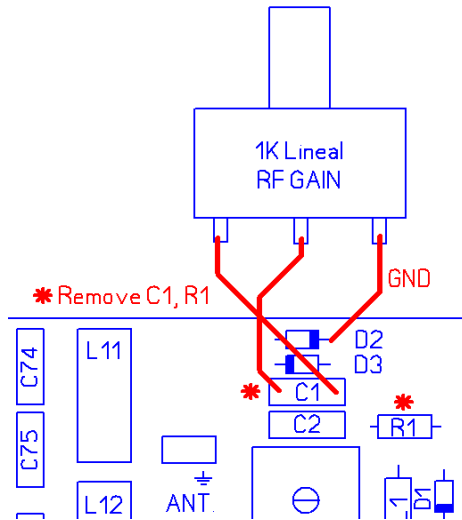 1K Lineal
RF GAIN
GND
* Remove C1, R1
D2
L11
D3
C74
* C1
*
C2
R1
C75
L12
ANT.
L1
D1